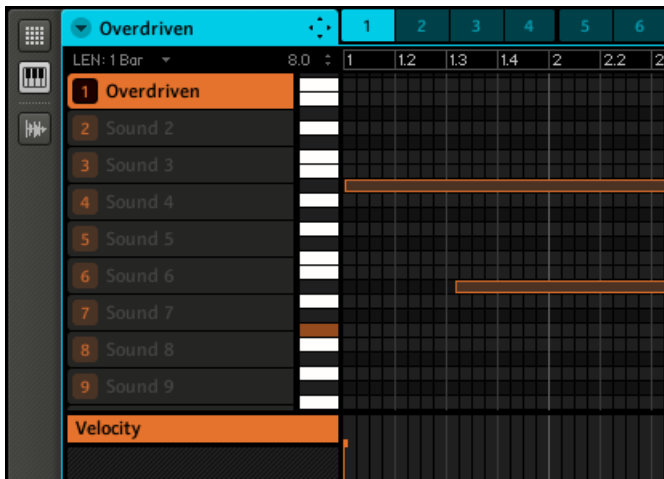 Overdriven 1 2 3 4 5 6
LEN: 1 Bar 8.0 1 1.2 1.3 1.4 2 2.2 2
1 Overdriven
2 Sound 2
3 Sound 3
4 Sound 4
5 Sound 5
6 Sound 6
7 Sound 7
8 Sound 8
9 Sound 9
Velocity